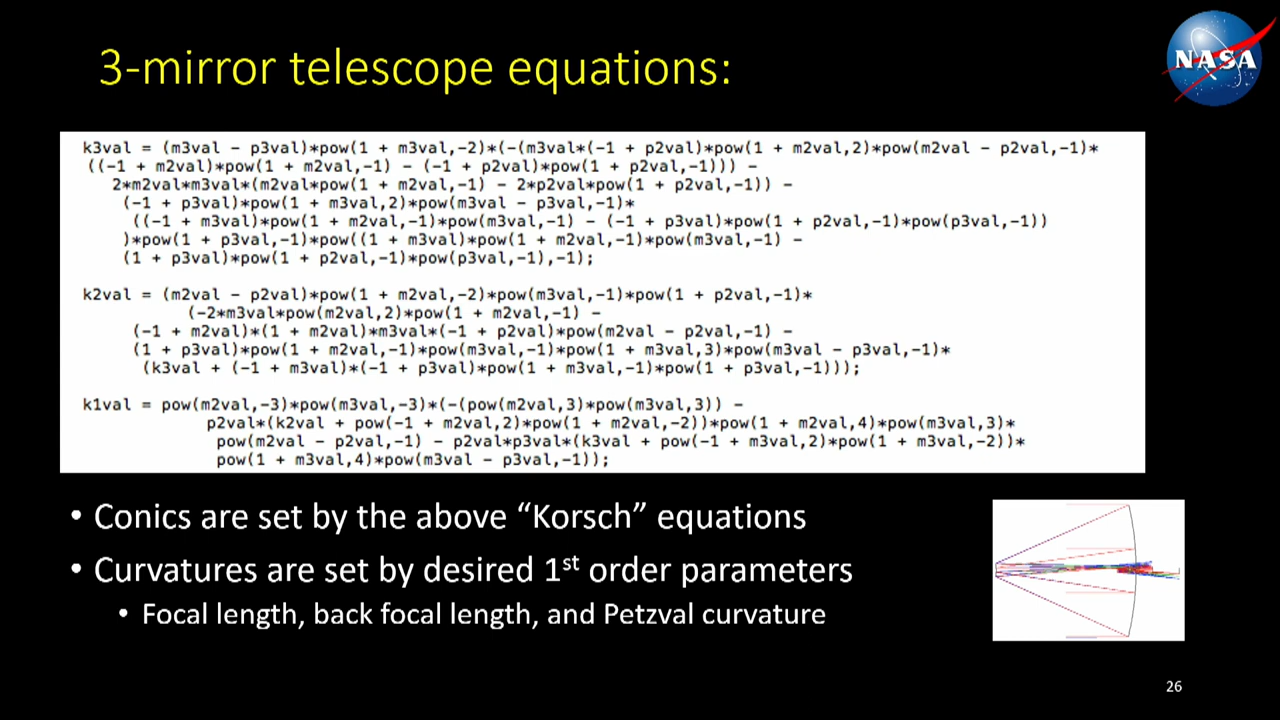 3-mirror telescope equations:
NASA
k3val = (m3val – p3val)*pow(1 + m3val,-2)*(-(m3val*(-1 + p2val)*pow(1 + m2val,2)*pow(m2val – p2val,-1)*
((-1 + m2val)*pow(1 + m2val,-1) – (-1 + p2val)*pow(1 + p2val,-1))) –
2*m2val*m3val*(m2val*pow(1 + m2val,-1) – 2*p2val*pow(1 + p2val,-1)) –
(-1 + p3val)*pow(1 + m3val,2)*pow(m3val – p3val,-1)*
((-1 + m3val)*pow(1 + m2val,-1)*pow(m3val,-1) – (-1 + p3val)*pow(1 + p2val,-1)*pow(p3val,-1))
)*pow(1 + p3val,-1)*pow((1 + m3val)*pow(1 + m2val,-1)*pow(m3val,-1) –
(1 + p3val)*pow(1 + p2val,-1)*pow(p3val,-1),-1);
k2val = (m2val – p2val)*pow(1 + m2val,-2)*pow(m3val,-1)*pow(1 + p2val,-1)*
(-2*m3val*pow(m2val,2)*pow(1 + m2val,-1) –
(-1 + m2val)*(1 + m2val)*m3val*(-1 + p2val)*pow(m2val – p2val,-1) –
(1 + p3val)*pow(1 + m2val,-1)*pow(m3val,-1)*pow(1 + m3val,3)*pow(m3val – p3val,-1)*
(k3val + (-1 + m3val)*(-1 + p3val)*pow(1 + m3val,-1)*pow(1 + p3val,-1)));
k1val = pow(m2val,-3)*pow(m3val,-3)*(-(pow(m2val,3)*pow(m3val,3)) –
p2val*(k2val + pow(-1 + m2val,2)*pow(1 + m2val,-2))*pow(1 + m2val,4)*pow(m3val,3)*
pow(m2val – p2val,-1) – p2val*p3val*(k3val + pow(-1 + m3val,2)*pow(1 + m3val,-2))*
pow(1 + m3val,4)*pow(m3val – p3val,-1));
• Conics are set by the above “Korsch” equations
• Curvatures are set by desired 1st order parameters
• Focal length, back focal length, and Petzval curvature
26